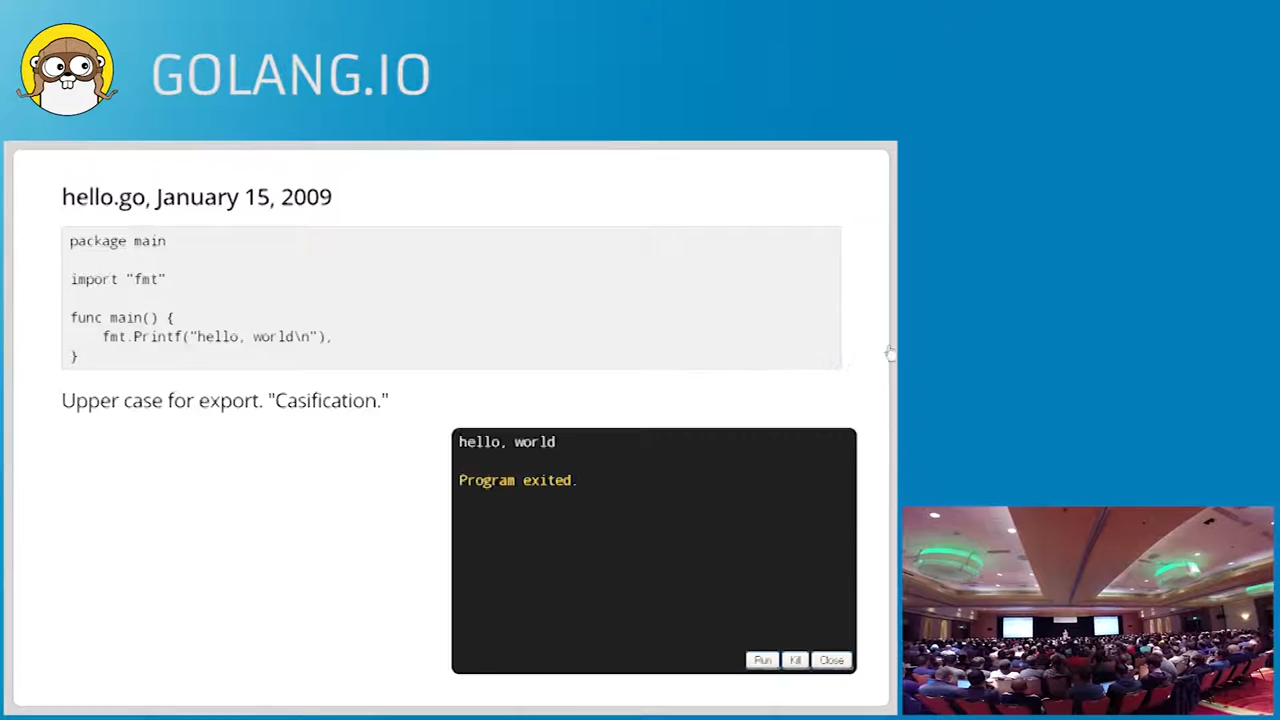 GOLANG.IO
hello.go, January 15, 2009
package main
import "fmt"
func main() {
fmt.Printf("hello, world\n"),
}
Upper case for export. "Casification."
hello, world
Program exited.
Run Kill Close